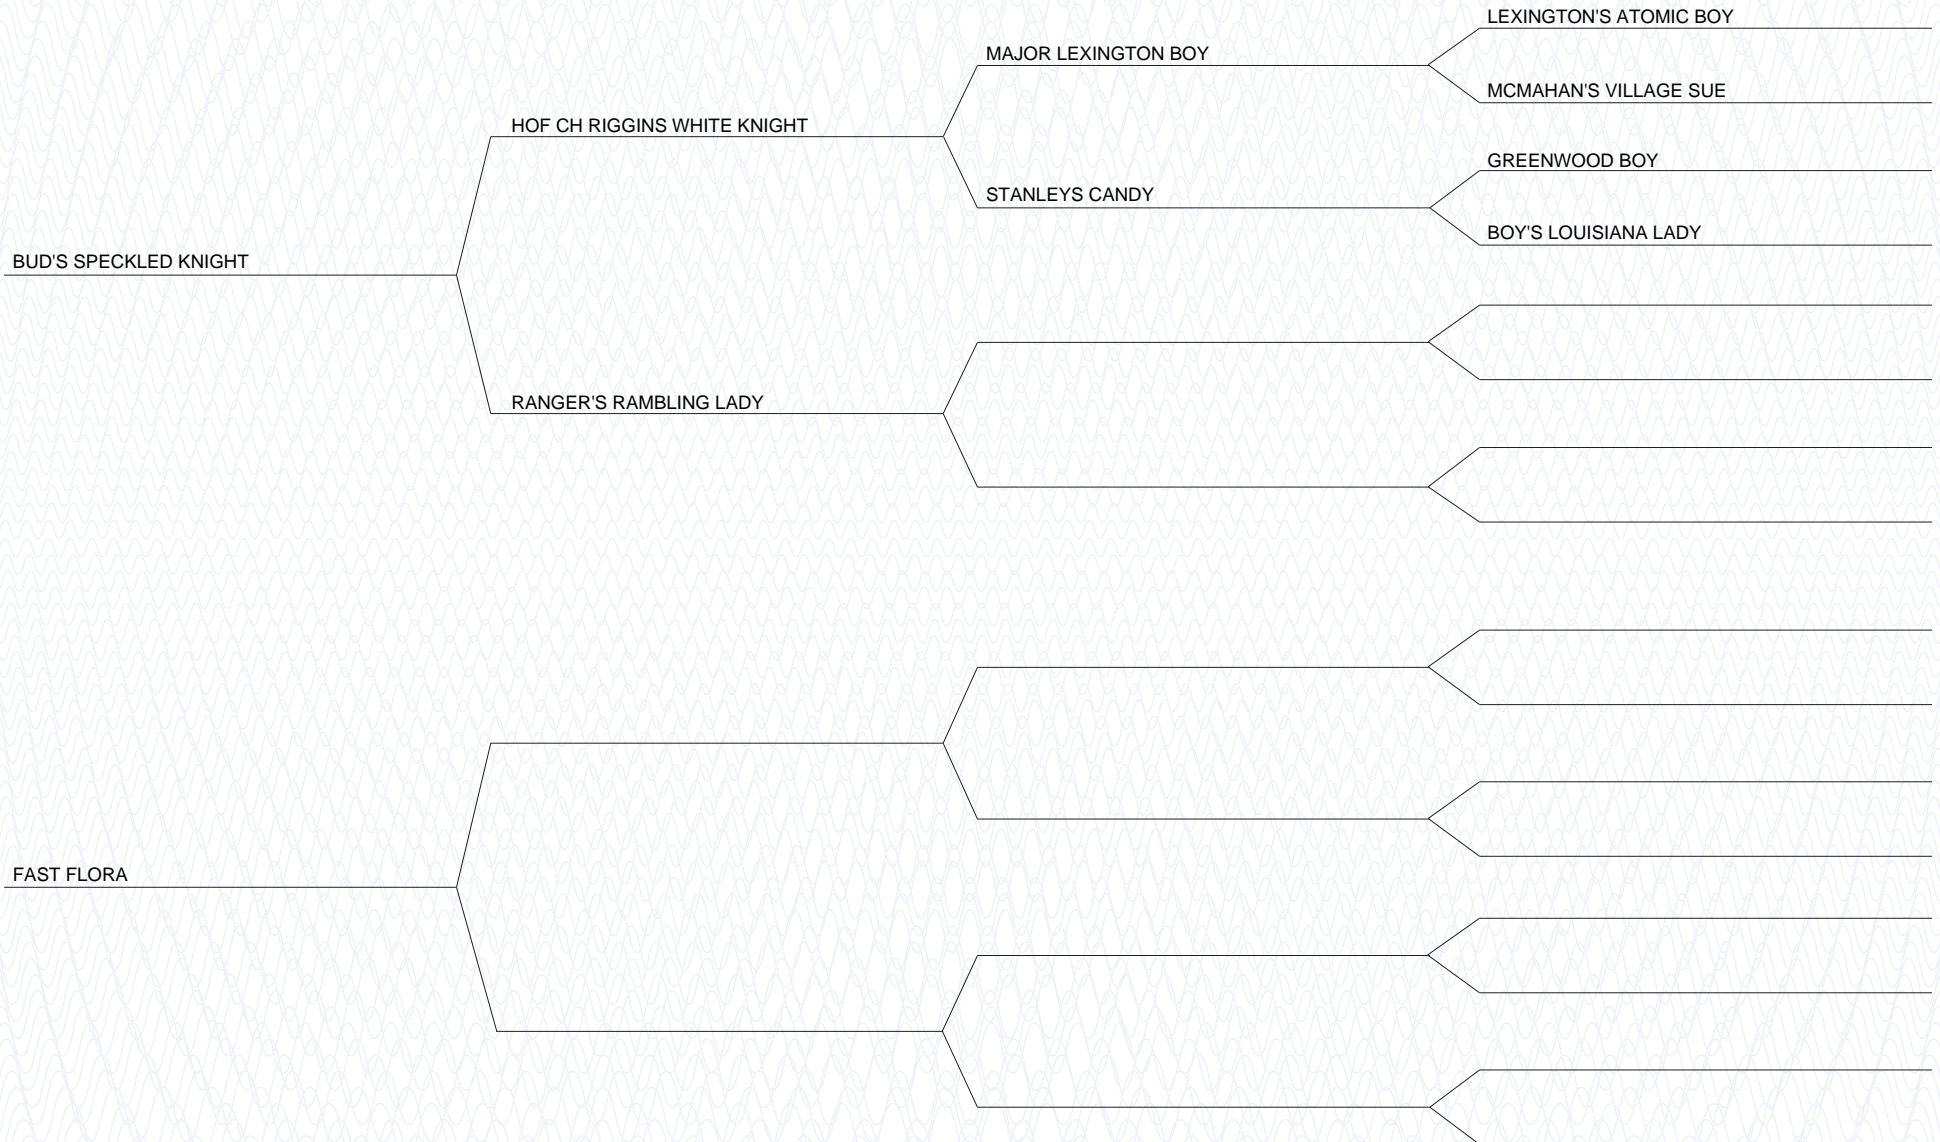 LEXINGTON'S ATOMIC BOY
MAJOR LEXINGTON BOY
MCMAHAN'S VILLAGE SUE
HOF CH RIGGINS WHITE KNIGHT
GREENWOOD BOY
STANLEYS CANDY
BOY'S LOUISIANA LADY
BUD'S SPECKLED KNIGHT
RANGER'S RAMBLING LADY
FAST FLORA